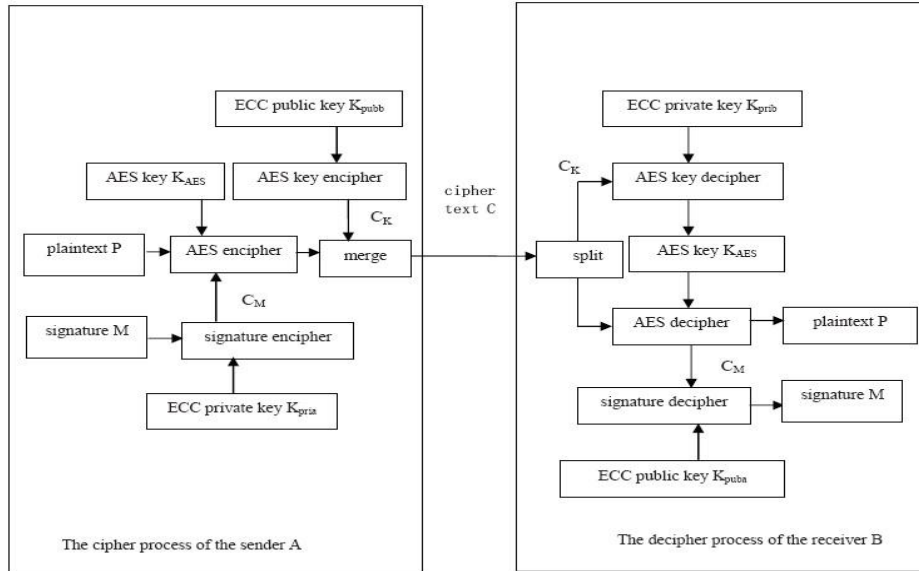 ECC public key Kpubb
AES key KAES
AES key encipher
CK
plaintext P
AES encipher
merge
CM
signature M
signature encipher
ECC private key Kpria
The cipher process of the sender A
cipher
text C
ECC private key Kprib
CK
AES key decipher
split
AES key KAES
AES decipher
plaintext P
CM
signature decipher
signature M
ECC public key Kpuba
The decipher process of the receiver B